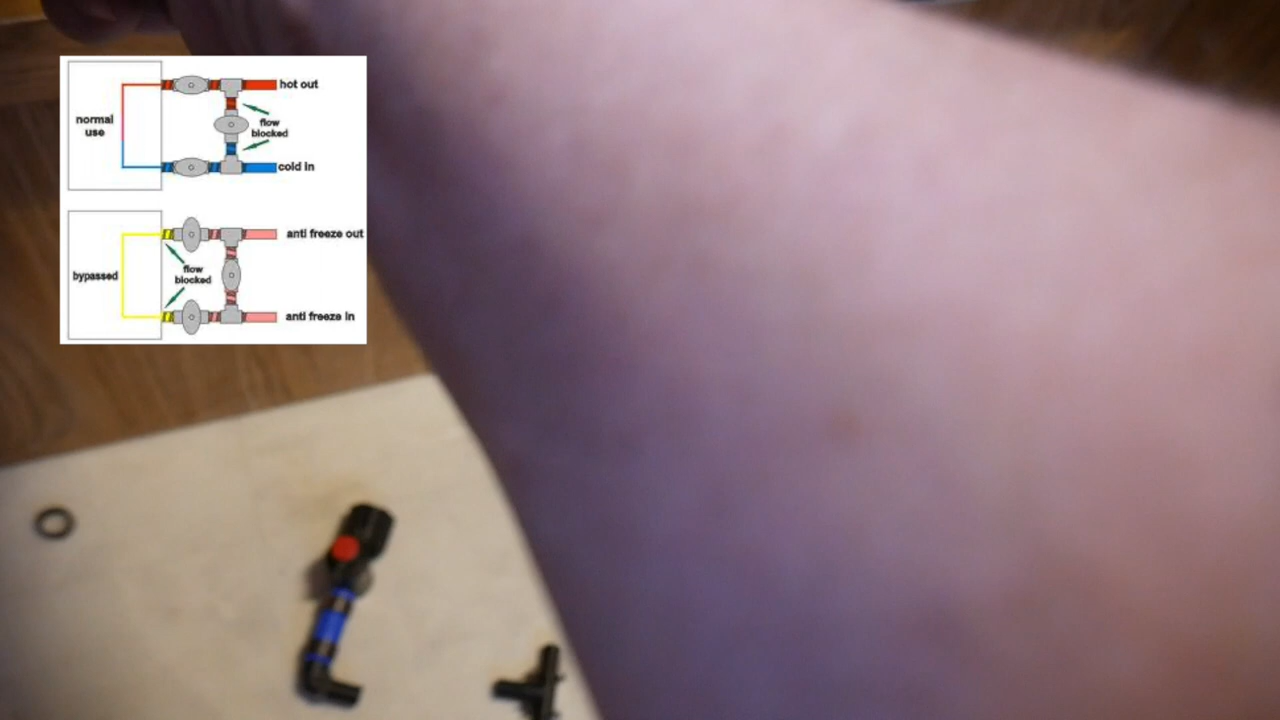 hot out
normal
use
flow
blocked
cold in
anti freeze out
bypassed
flow
blocked
anti freeze in